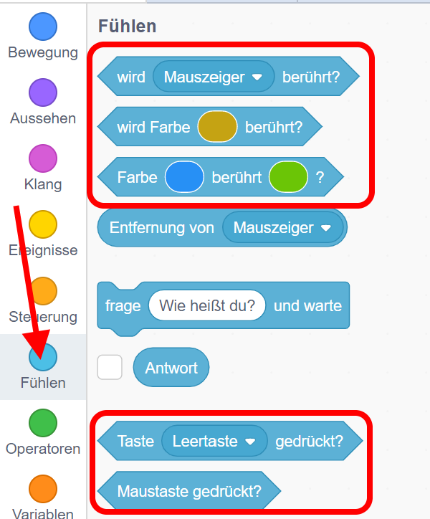 Bewegung
Aussehen
Klang
Ereignisse
Steuerung
Fühlen
Operatoren
Variablen
Fühlen
wird Mauszeiger berührt?
wird Farbe berührt?
Farbe berührt ?
Entfernung von Mauszeiger
frage Wie heißt du? und warte
Antwort
Taste Leertaste gedrückt?
Maustaste gedrückt?